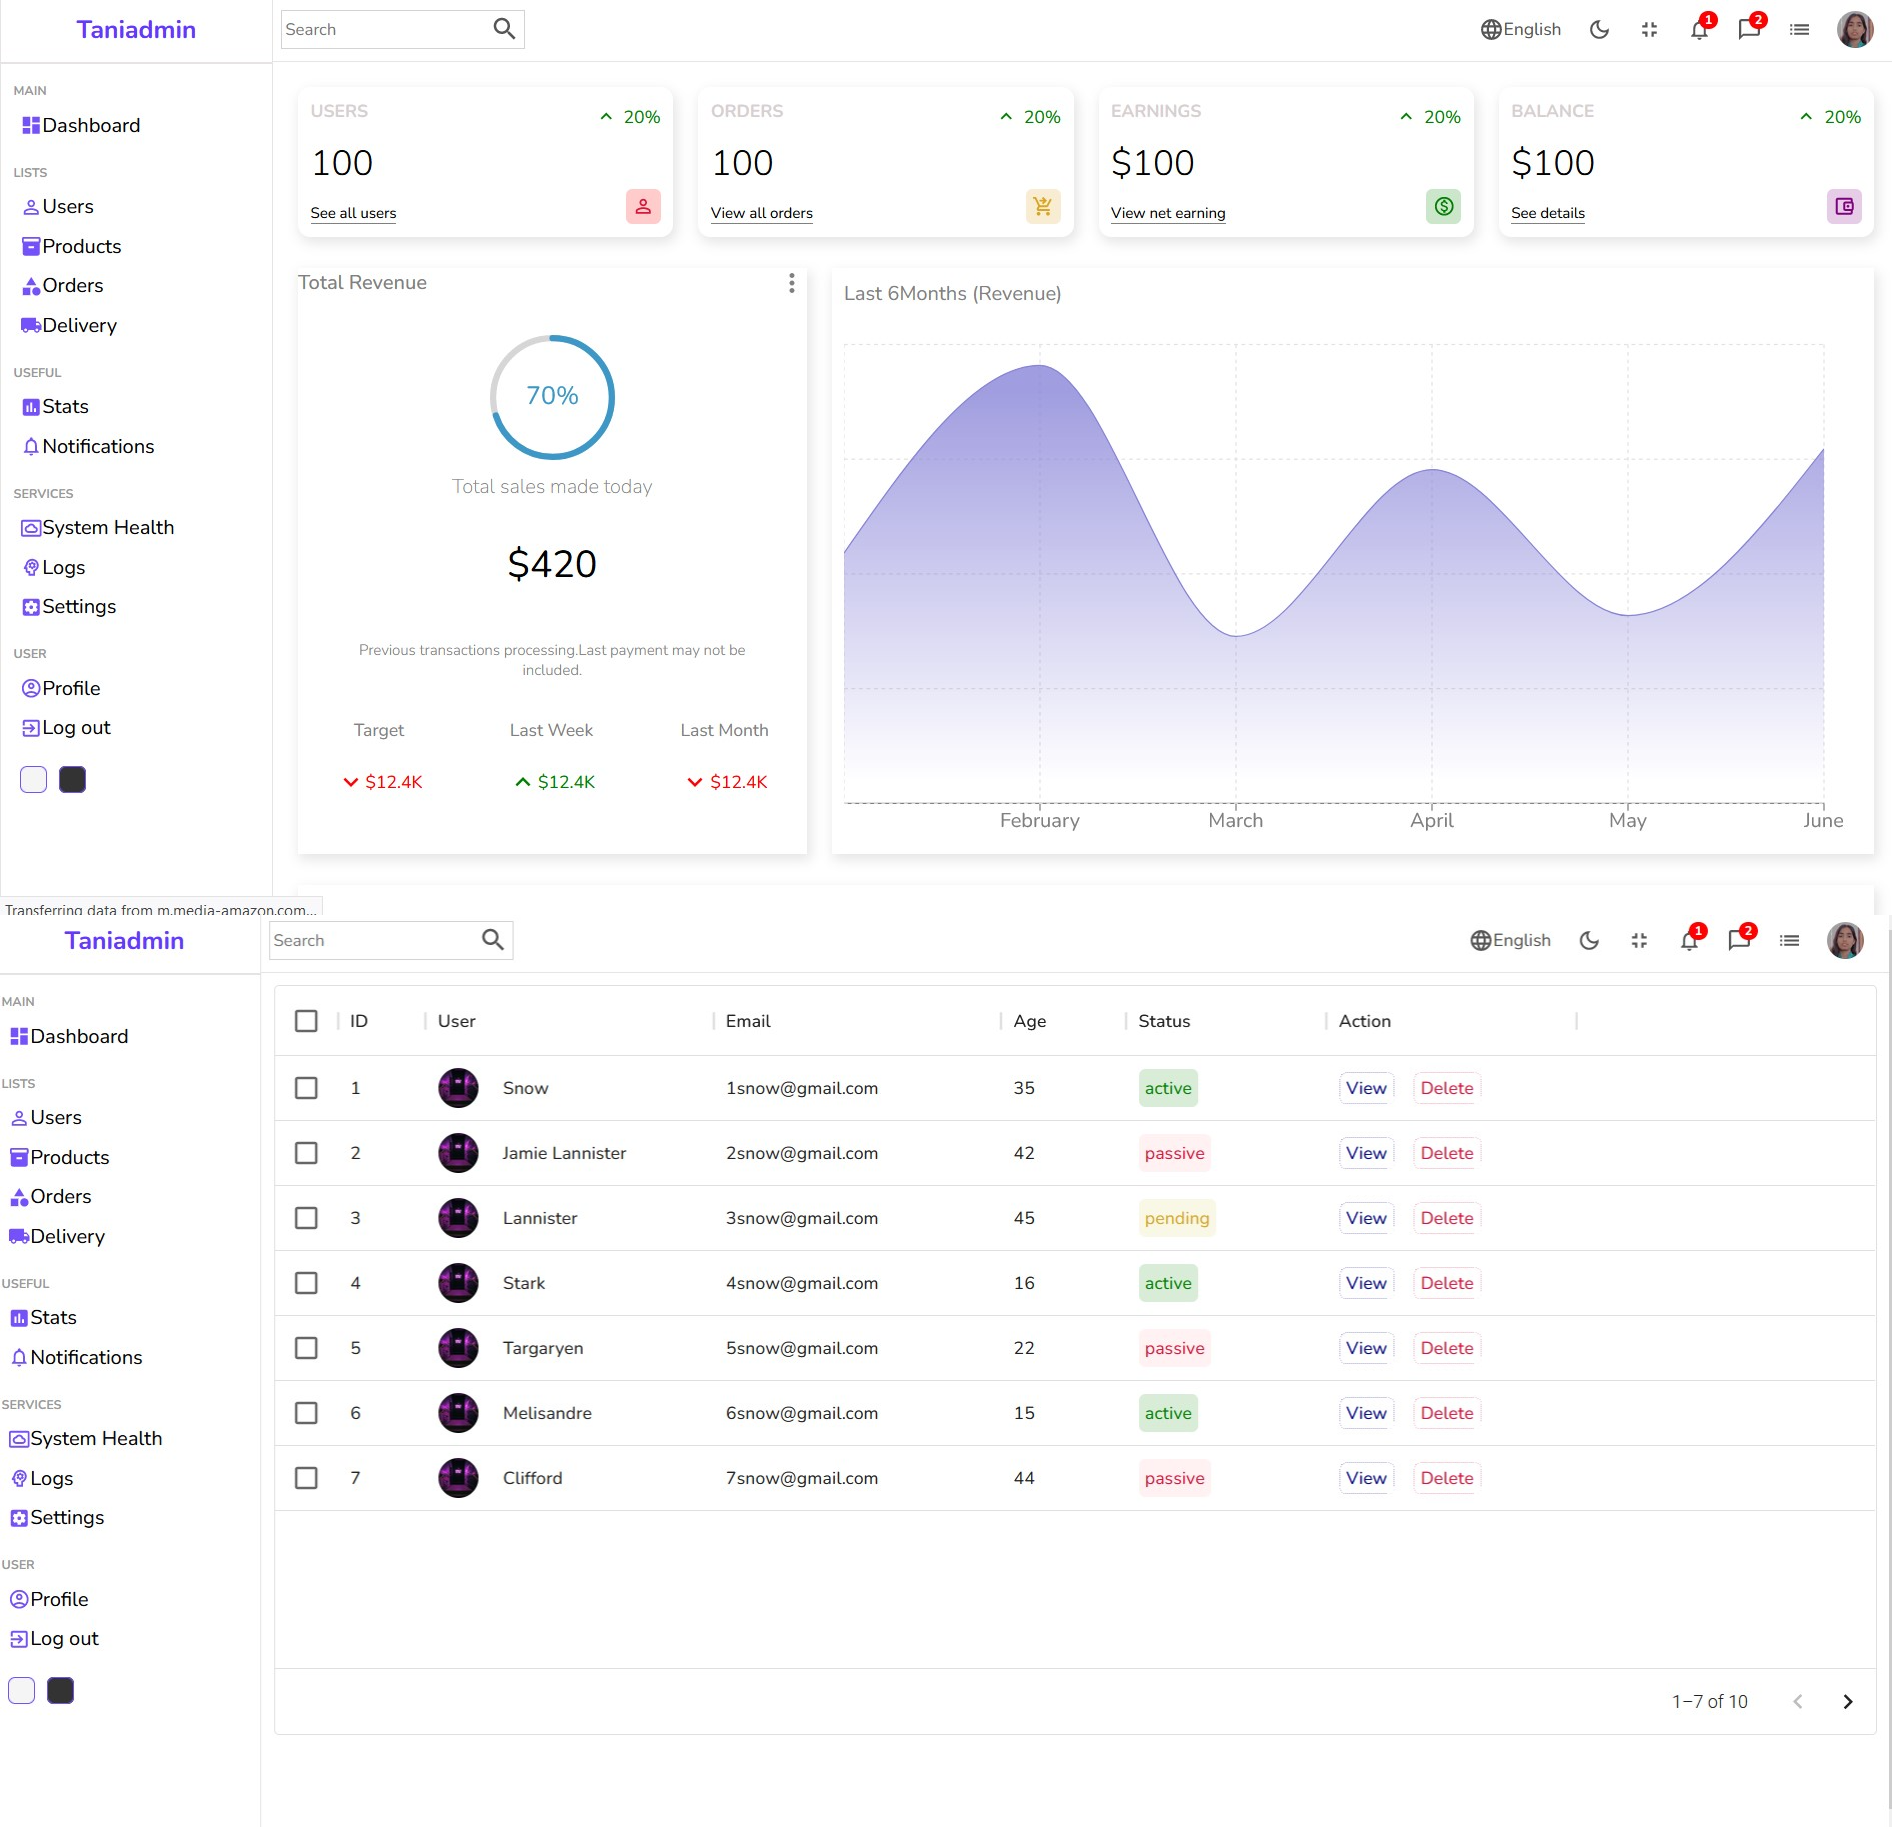 Taniadmin
Search
English
1
2
MAIN
Dashboard
LISTS
Users
Products
Orders
Delivery
USEFUL
Stats
Notifications
SERVICES
System Health
Logs
Settings
USER
Profile
Log out
USERS
20%
100
See all users
ORDERS
20%
100
View all orders
EARNINGS
20%
$100
View net earning
BALANCE
20%
$100
See details
Total Revenue
70%
Total sales made today
$420
Previous transactions processing.Last payment may not be
included.
Target Last Week Last Month
$12.4K $12.4K $12.4K
Last 6Months (Revenue)
February March April May June
Transferring data from m.media-amazon.com...
Taniadmin
Search
English
1
2
MAIN
Dashboard
LISTS
Users
Products
Orders
Delivery
USEFUL
Stats
Notifications
SERVICES
System Health
Logs
Settings
USER
Profile
Log out
ID User Email Age Status Action
1 Snow 1snow@gmail.com 35 active View Delete
2 Jamie Lannister 2snow@gmail.com 42 passive View Delete
3 Lannister 3snow@gmail.com 45 pending View Delete
4 Stark 4snow@gmail.com 16 active View Delete
5 Targaryen 5snow@gmail.com 22 passive View Delete
6 Melisandre 6snow@gmail.com 15 active View Delete
7 Clifford 7snow@gmail.com 44 passive View Delete
1–7 of 10